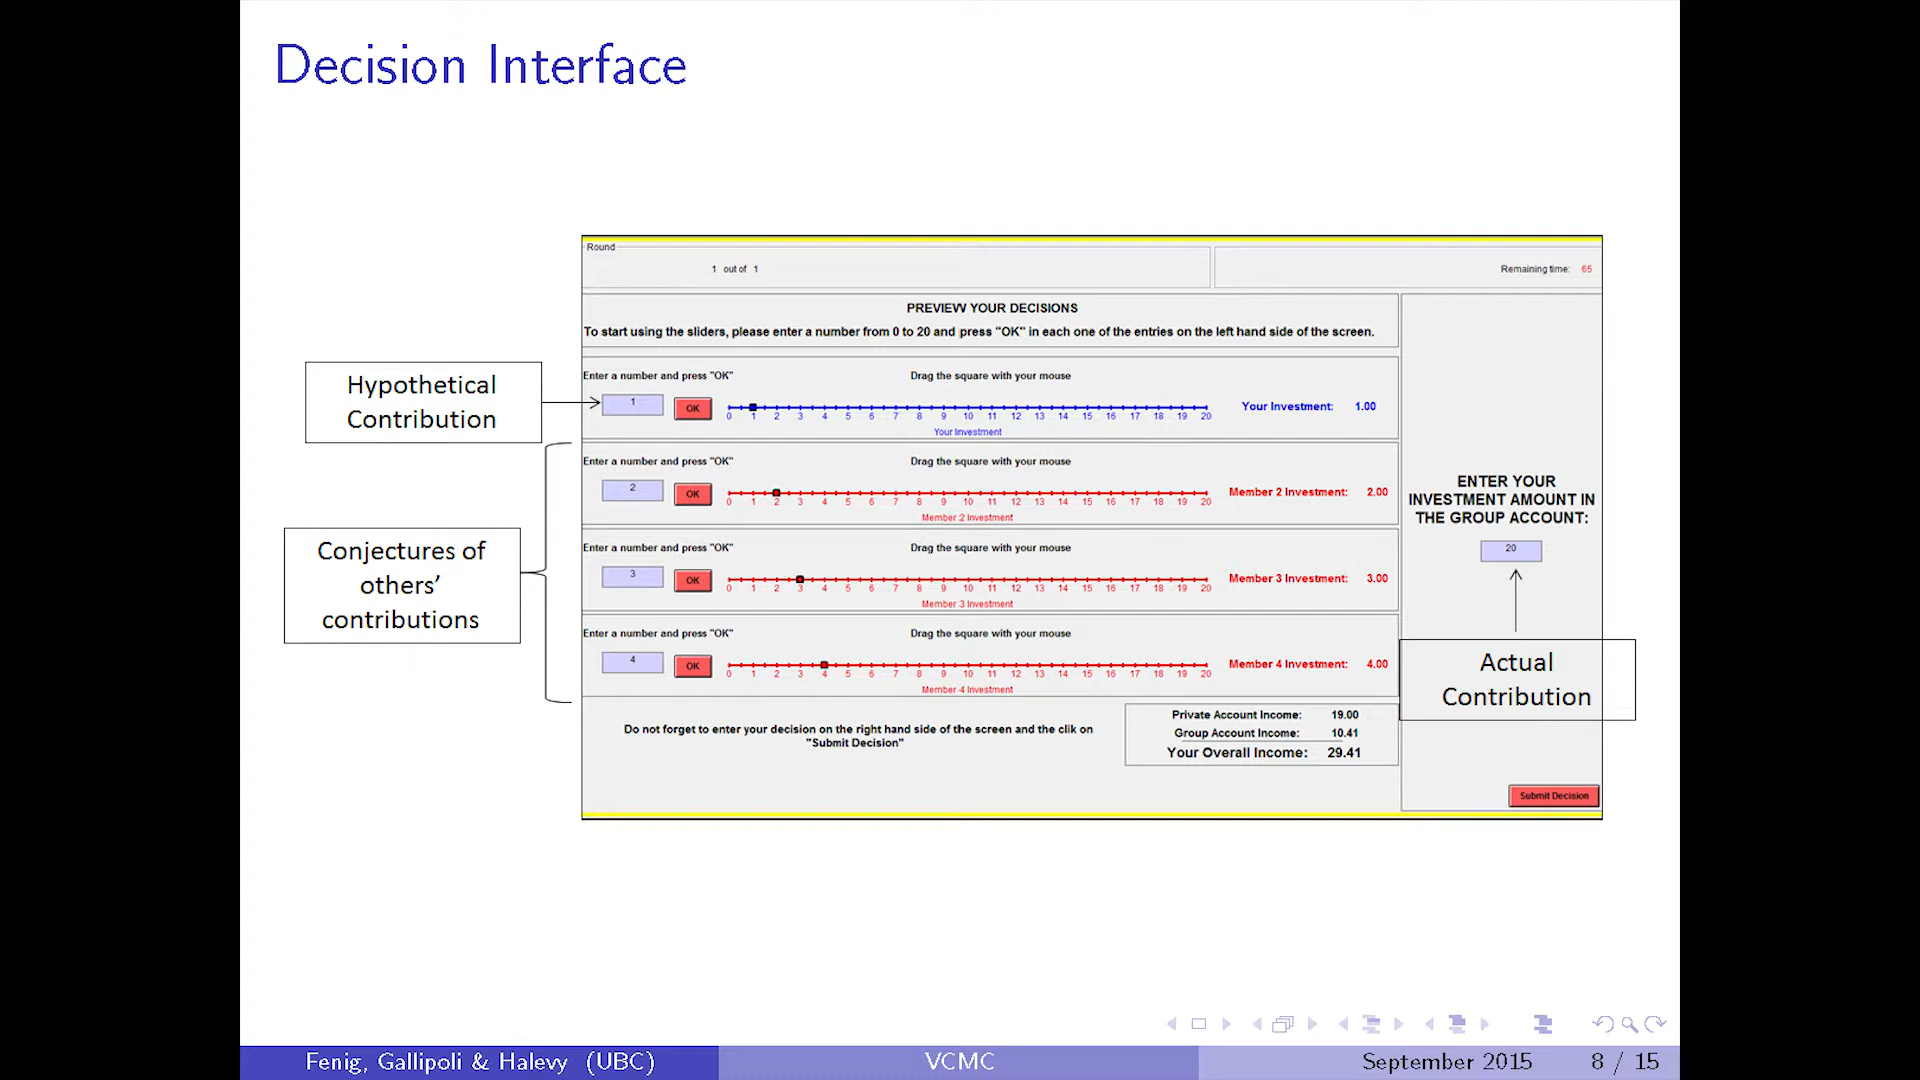 Decision Interface
Round
1 out of 1
Remaining time: 65
PREVIEW YOUR DECISIONS
To start using the sliders, please enter a number from 0 to 20 and press "OK" in each one of the entries on the left hand side of the screen.
Hypothetical
Contribution
Enter a number and press "OK"
Drag the square with your mouse
1
OK
0 1 2 3 4 5 6 7 8 9 10 11 12 13 14 15 16 17 18 19 20
Your Investment
Your Investment: 1.00
Conjectures of
others'
contributions
Enter a number and press "OK"
Drag the square with your mouse
2
OK
0 1 2 3 4 5 6 7 8 9 10 11 12 13 14 15 16 17 18 19 20
Member 2 Investment
Member 2 Investment: 2.00
Enter a number and press "OK"
Drag the square with your mouse
3
OK
0 1 2 3 4 5 6 7 8 9 10 11 12 13 14 15 16 17 18 19 20
Member 3 Investment
Member 3 Investment: 3.00
Enter a number and press "OK"
Drag the square with your mouse
4
OK
0 1 2 3 4 5 6 7 8 9 10 11 12 13 14 15 16 17 18 19 20
Member 4 Investment
Member 4 Investment: 4.00
Do not forget to enter your decision on the right hand side of the screen and the clik on
"Submit Decision"
Private Account Income: 19.00
Group Account Income: 10.41
Your Overall Income: 29.41
ENTER YOUR
INVESTMENT AMOUNT IN
THE GROUP ACCOUNT:
20
Actual
Contribution
Submit Decision
Fenig, Gallipoli & Halevy (UBC)
VCMC
September 2015
8 / 15